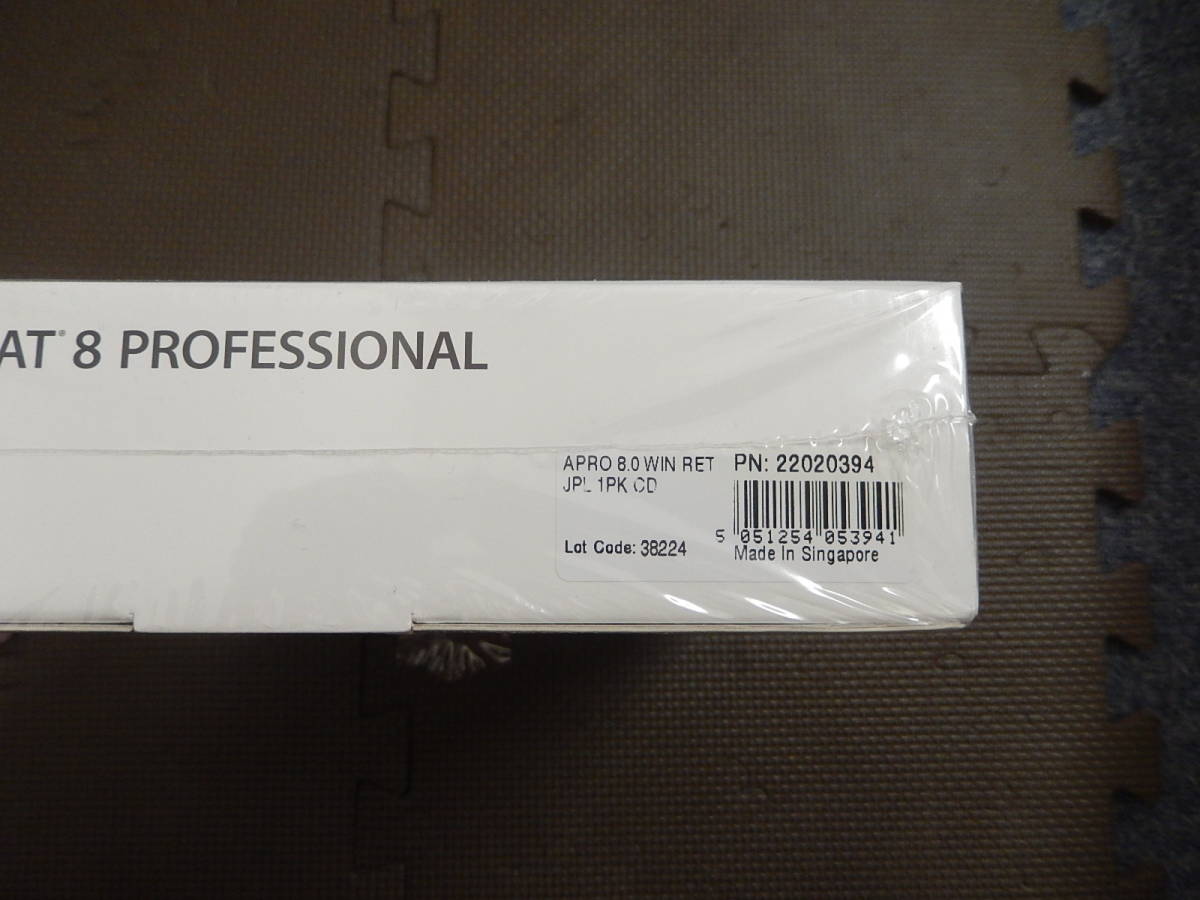 AT® 8 PROFESSIONAL
APRO 8.0 WIN RET
JPL 1PK CD
Lot Code: 38224
PN: 22020394
5 051254 053941
Made In Singapore